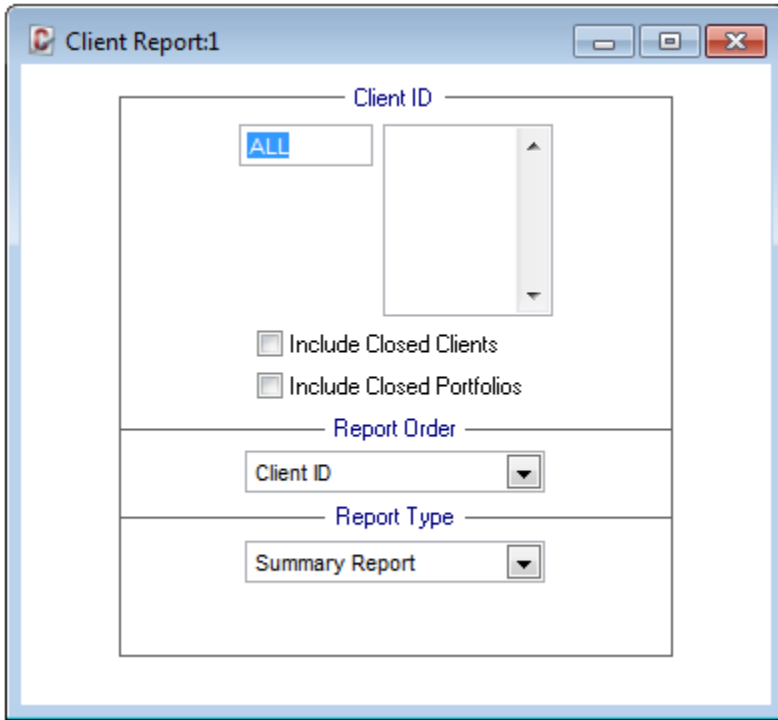 Client Report:1
Client ID
ALL
Include Closed Clients
Include Closed Portfolios
Report Order
Client ID
Report Type
Summary Report